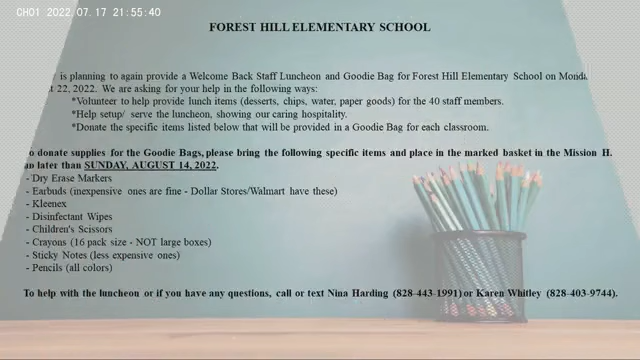 CH01 2022.07.17 21:55:40
FOREST HILL ELEMENTARY SCHOOL
is planning to again provide a Welcome Back Staff Luncheon and Goodie Bag for Forest Hill Elementary School on
22, 2022. We are asking for your help in the following ways:
*Volunteer to help provide lunch items (desserts, chips, water, paper goods) for the 40 staff members.
*Help setup/ serve the luncheon, showing our caring hospitality.
*Donate the specific items listed below that will be provided in a Goodie Bag for each classroom.
o donate supplies for the Goodie Bags, please bring the following specific items and place in the marked basket in the Mission H.
later than SUNDAY, AUGUST 14, 2022.
- Dry Erase Markers
- Earbuds (inexpensive ones are fine - Dollar Stores/Walmart have these)
- Kleenex
- Disinfectant Wipes
- Children's Scissors
- Crayons (16 pack size - NOT large boxes)
- Sticky Notes (less expensive ones)
- Pencils (all colors)
To help with the luncheon or if you have any questions, call or text Nina Harding (828-443-1991) or Karen Whitley (828-403-9744).